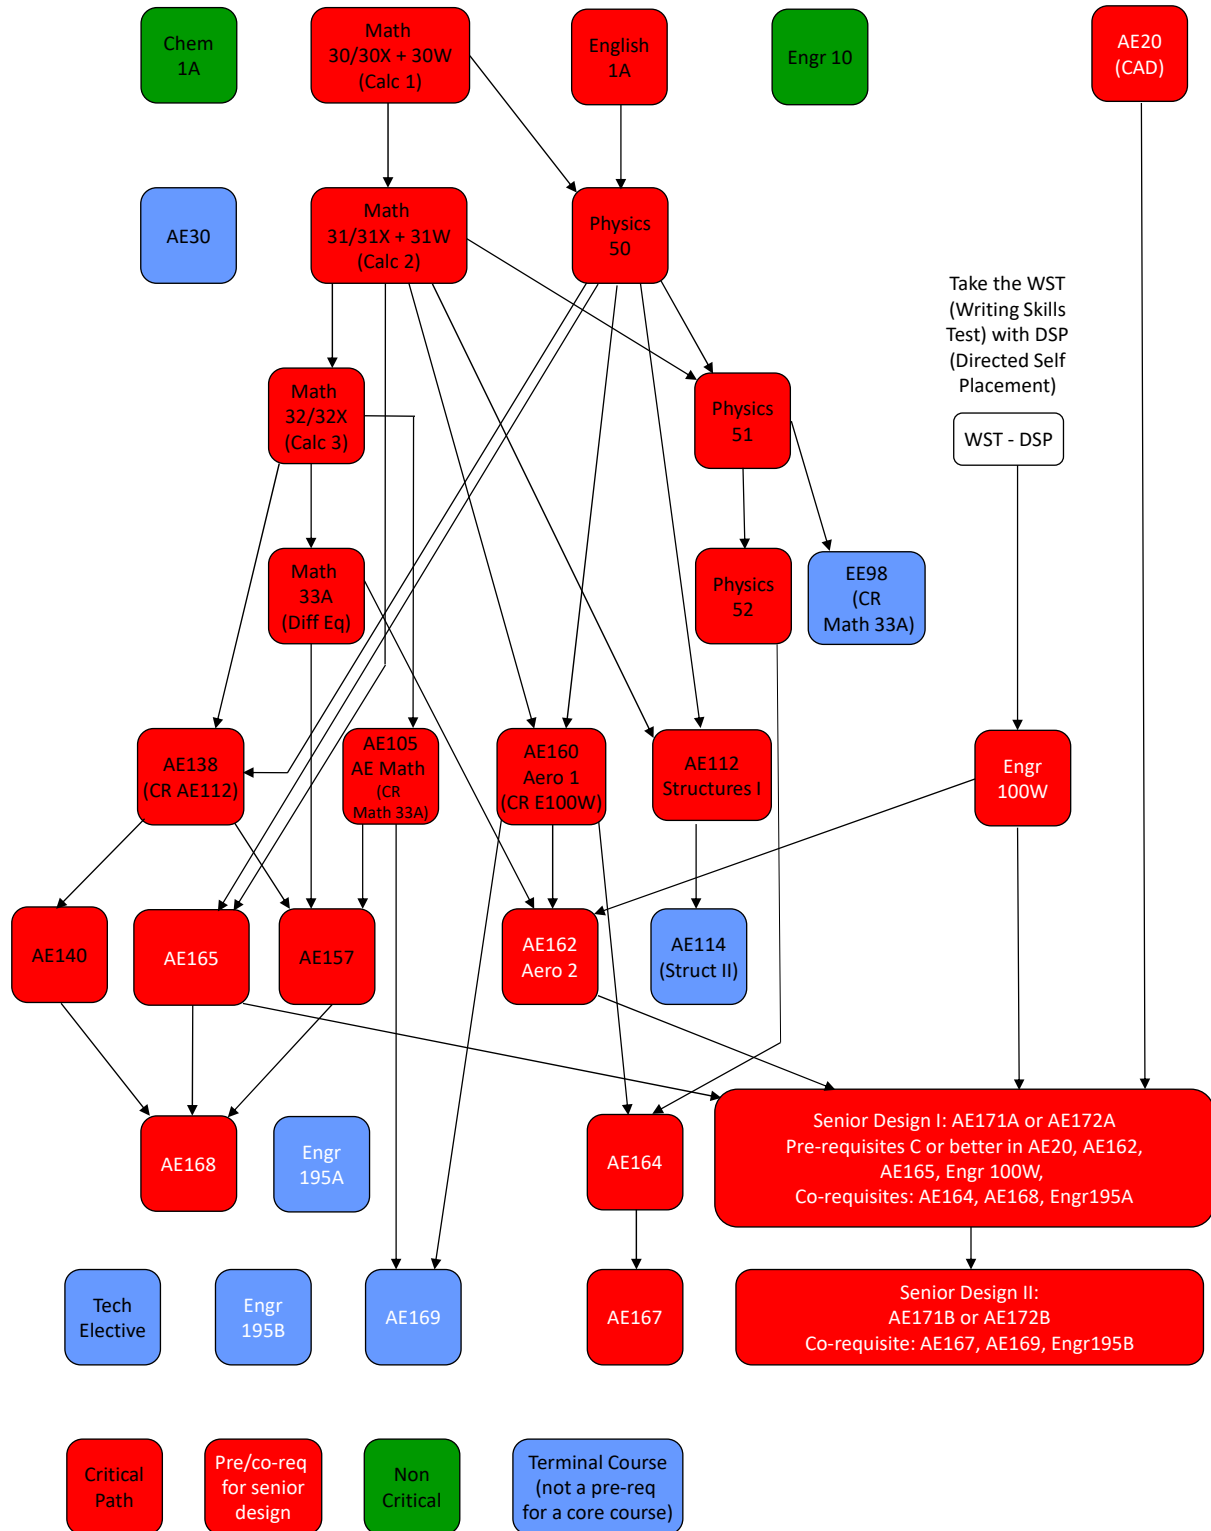 Chem
1A
Math
30/30X + 30W
(Calc 1)
English
1A
Engr 10
AE20
(CAD)
AE30
Math
31/31X + 31W
(Calc 2)
Physics
50
Take the WST
(Writing Skills
Test) with DSP
(Directed Self
Placement)
Math
32/32X
(Calc 3)
Physics
51
WST - DSP
Math
33A
(Diff Eq)
Physics
52
EE98
(CR
Math 33A)
AE138
(CR AE112)
AE105
AE Math
(CR
Math 33A)
AE160
Aero 1
(CR E100W)
AE112
Structures I
Engr
100W
AE140
AE165
AE157
AE162
Aero 2
AE114
(Struct II)
AE168
Engr
195A
AE164
Senior Design I: AE171A or AE172A
Pre-requisites C or better in AE20, AE162,
AE165, Engr 100W,
Co-requisites: AE164, AE168, Engr195A
Tech
Elective
Engr
195B
AE169
AE167
Senior Design II:
AE171B or AE172B
Co-requisite: AE167, AE169, Engr195B
Critical
Path
Pre/co-req
for senior
design
Non
Critical
Terminal Course
(not a pre-req
for a core course)